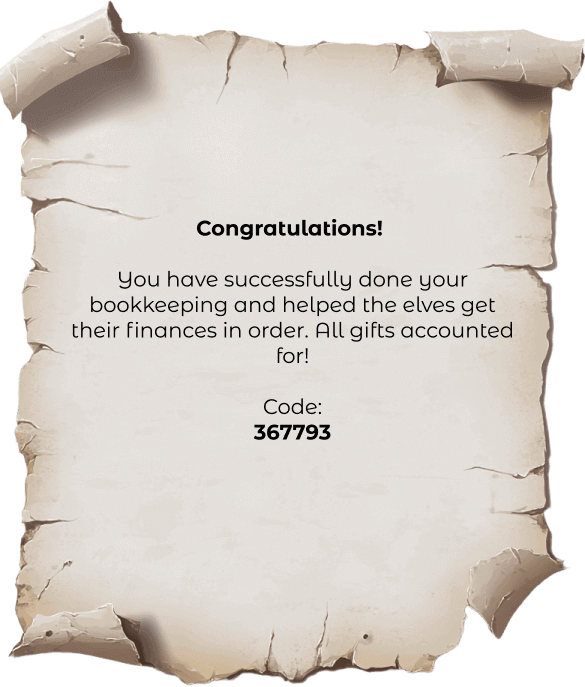 Congratulations!
You have successfully done your
bookkeeping and helped the elves get
their finances in order. All gifts accounted
for!
Code:
367793